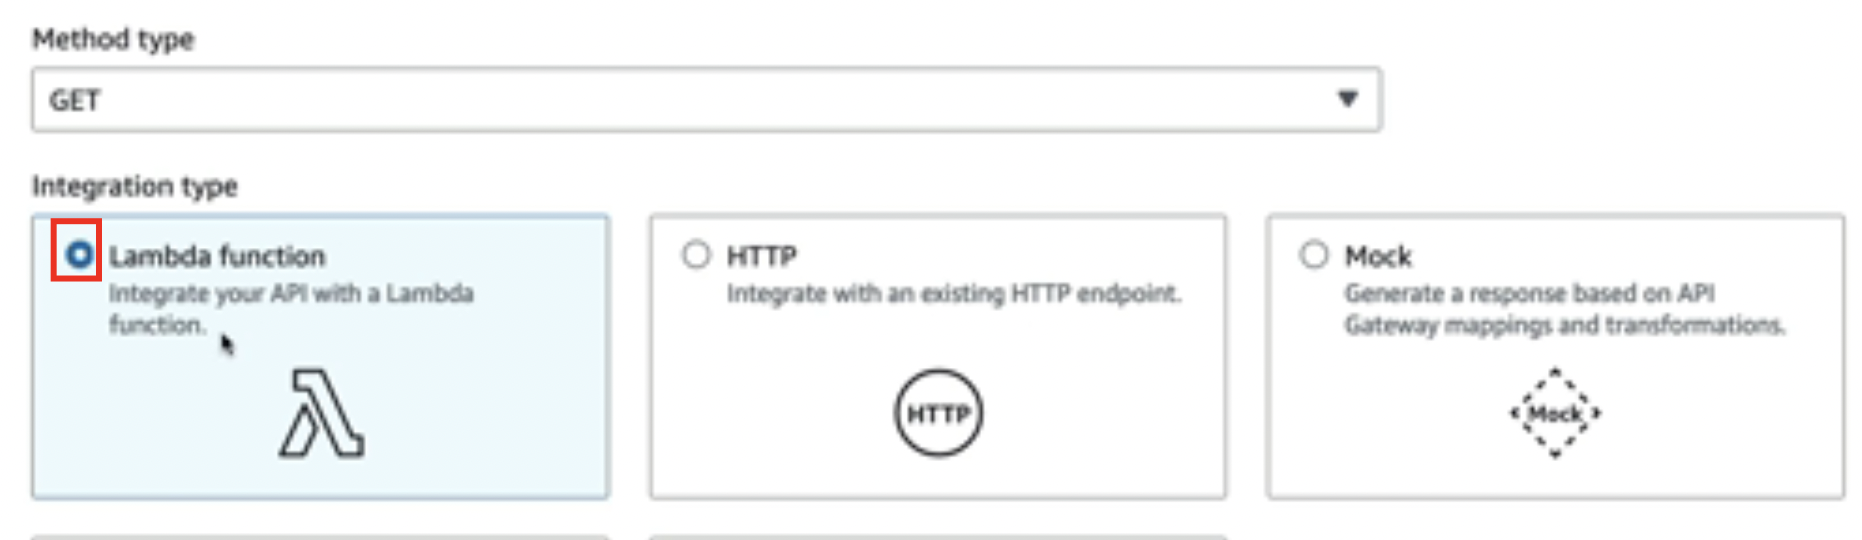 Method type
GET
Integration type
Lambda function
Integrate your API with a Lambda
function.
HTTP
Integrate with an existing HTTP endpoint.
HTTP
Mock
Generate a response based on API
Gateway mappings and transformations.
Mock